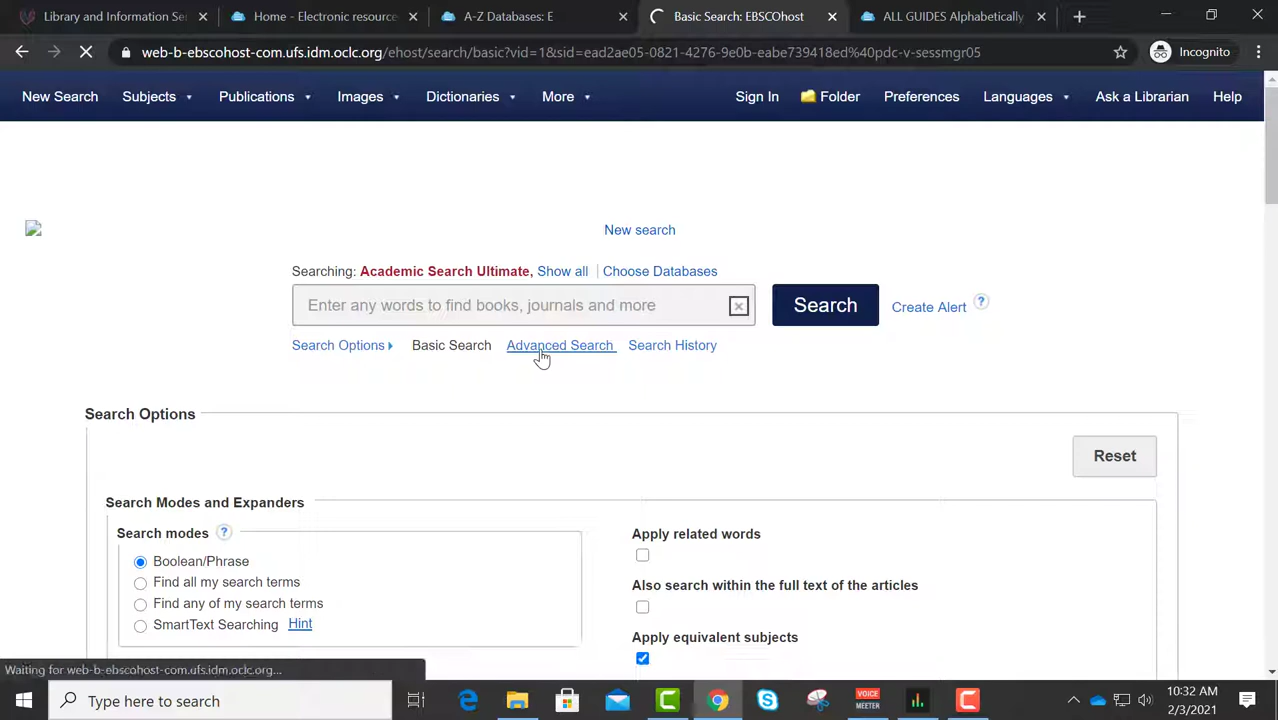 Library and Information Ser
Home - Electronic resource
A-Z Databases: E
Basic Search: EBSCOhost
ALL GUIDES Alphabetically
web-b-ebscohost-com.ufs.idm.oclc.org/ehost/search/basic?vid=1&sid=ead2ae05-0821-4276-9e0b-eabe739418ed%40pdc-v-sessmgr05
Incognito
New Search Subjects Publications Images Dictionaries More Sign In Folder Preferences Languages Ask a Librarian Help
New search
Searching: Academic Search Ultimate, Show all Choose Databases
Enter any words to find books, journals and more
Search
Create Alert ?
Search Options Basic Search Advanced Search Search History
Search Options
Reset
Search Modes and Expanders
Search modes ?
Boolean/Phrase
Find all my search terms
Find any of my search terms
SmartText Searching Hint
Apply related words
Also search within the full text of the articles
Apply equivalent subjects
Waiting for web-b-ebscohost-com.ufs.idm.oclc.org...
Type here to search
VOICE
MEETER
10:32 AM
2/3/2021